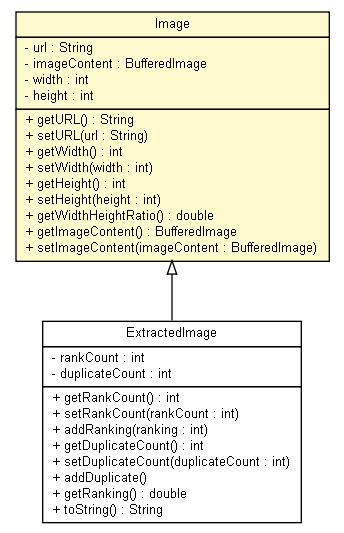 Image
- url : String
- imageContent : BufferedImage
- width : int
- height : int
+ getURL() : String
+ setURL(url : String)
+ getWidth() : int
+ setWidth(width : int)
+ getHeight() : int
+ setHeight(height : int)
+ getWidthHeightRatio() : double
+ getImageContent() : BufferedImage
+ setImageContent(imageContent : BufferedImage)
ExtractedImage
- rankCount : int
- duplicateCount : int
+ getRankCount() : int
+ setRankCount(rankCount : int)
+ addRanking(ranking : int)
+ getDuplicateCount() : int
+ setDuplicateCount(duplicateCount : int)
+ addDuplicate()
+ getRanking() : double
+ toString() : String